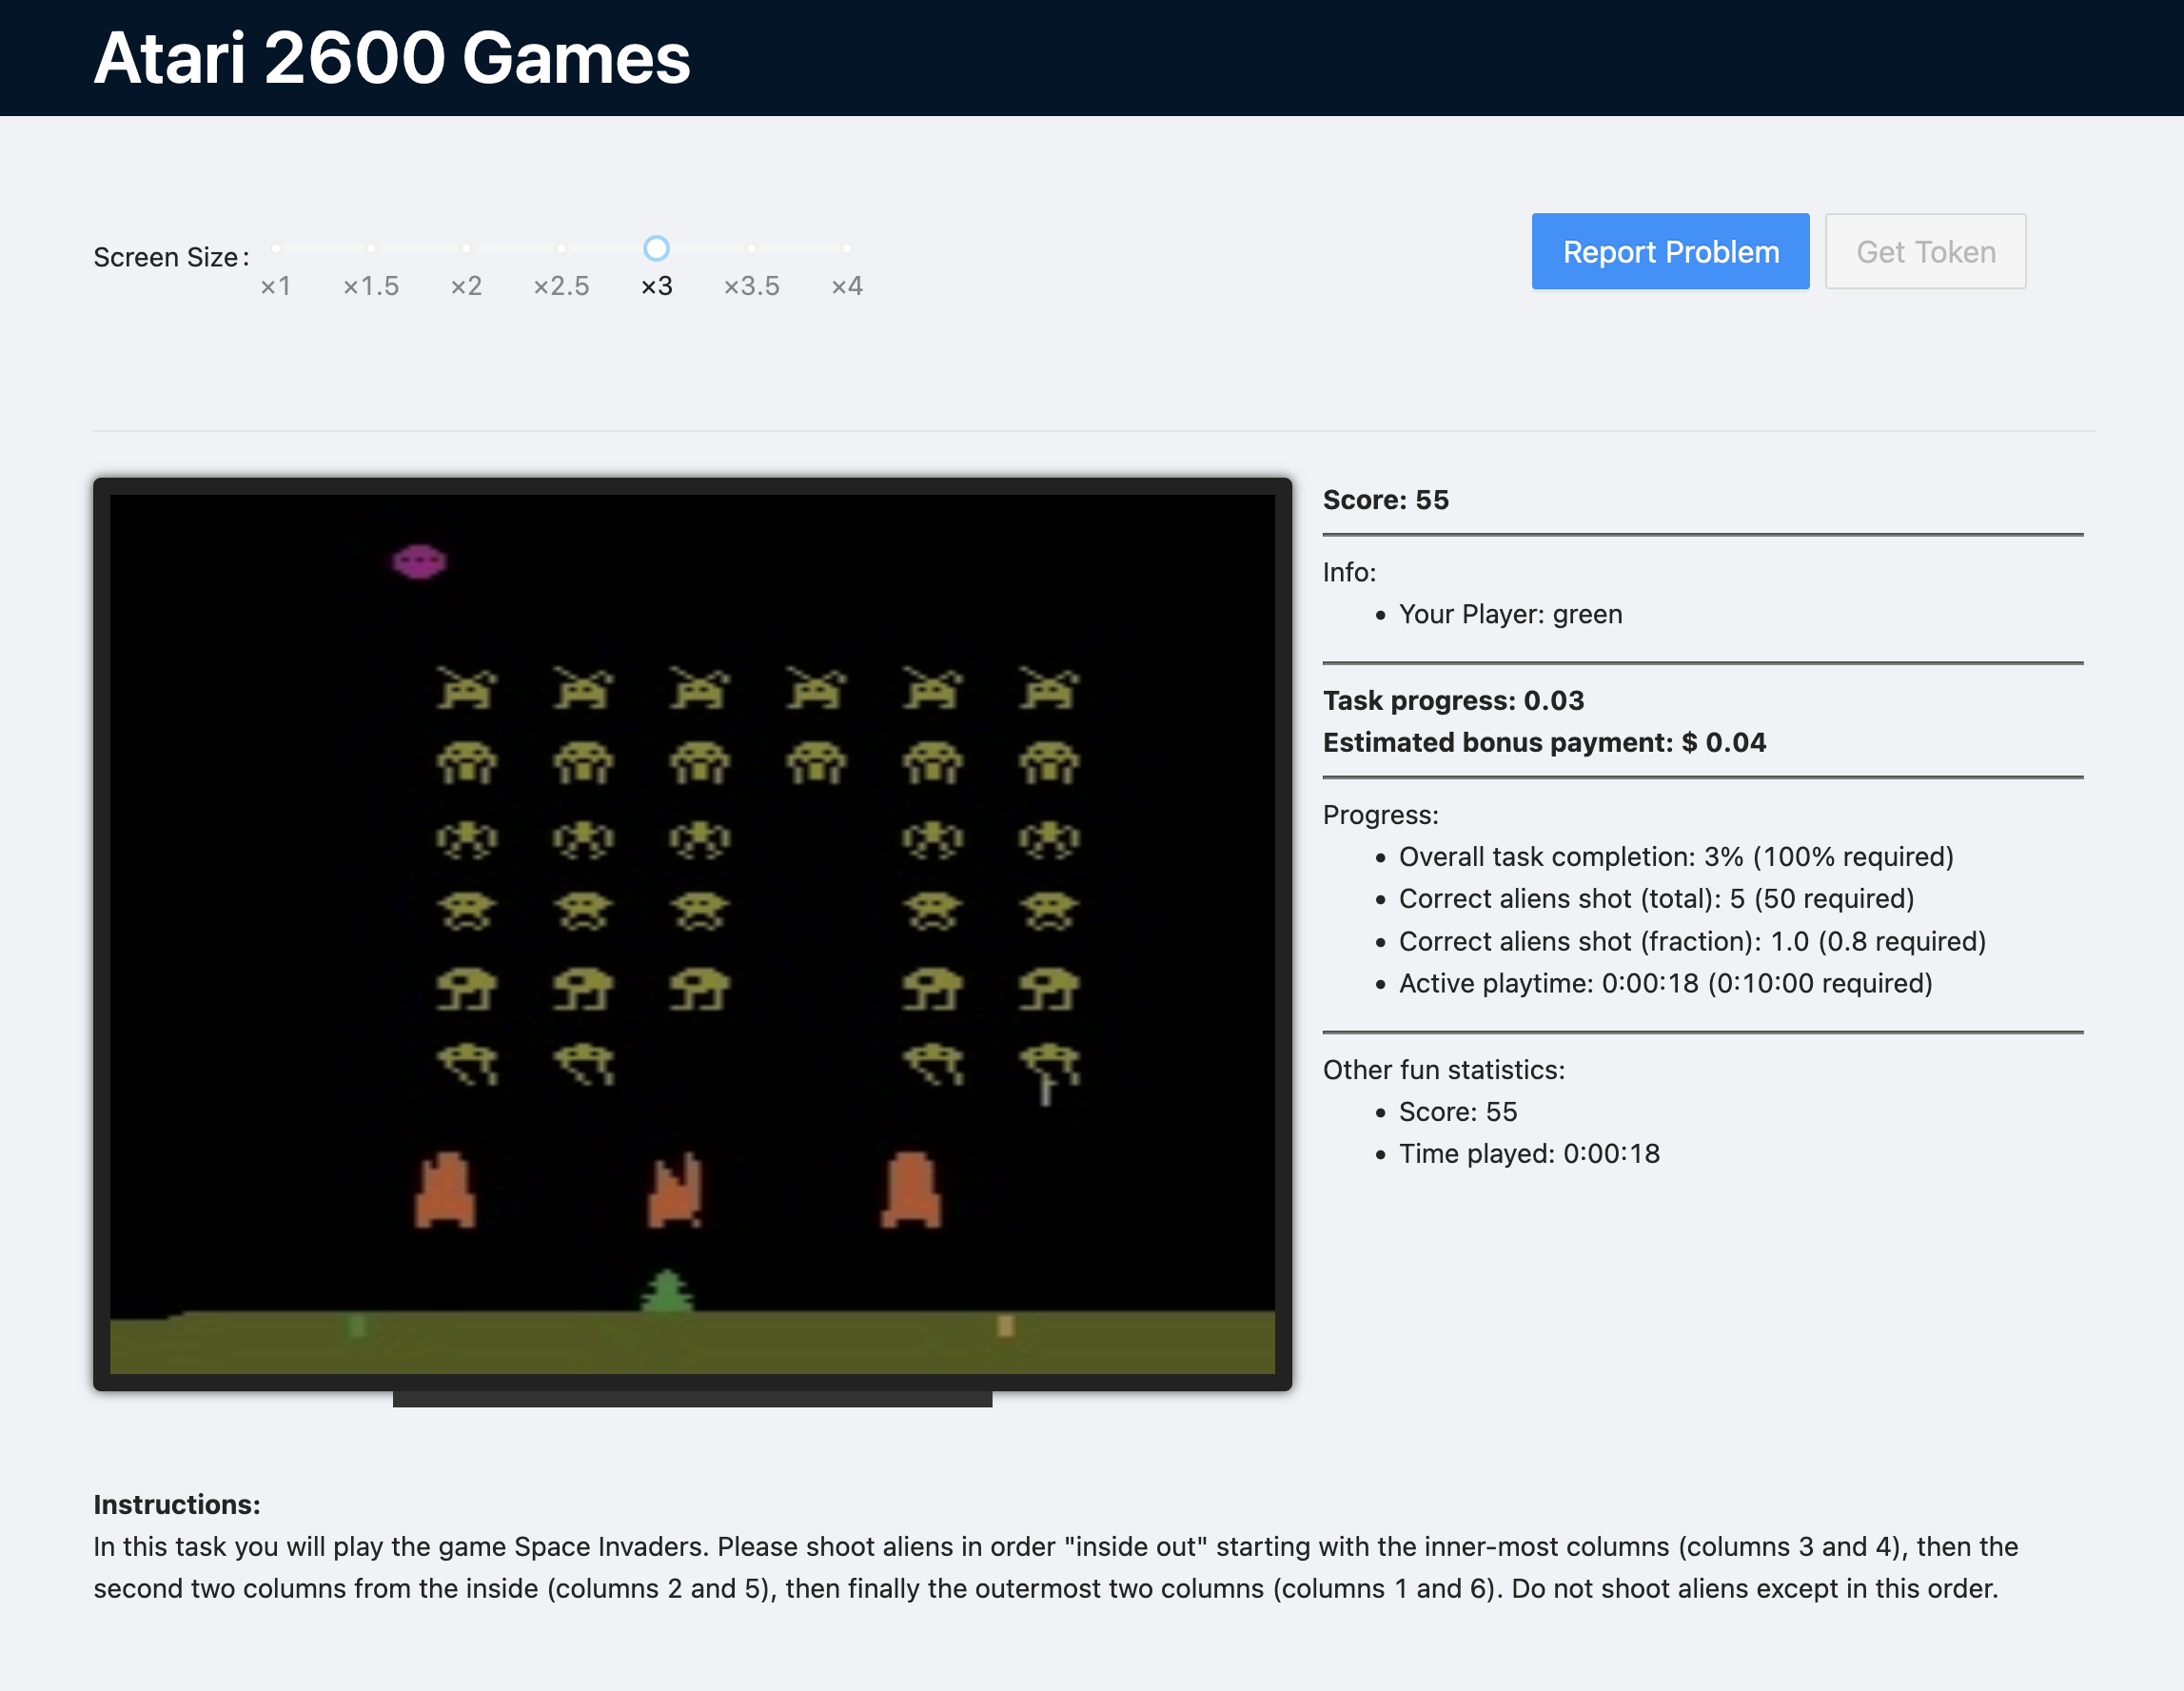 Atari 2600 Games
Screen Size:
×1 ×1.5 ×2 ×2.5 ×3 ×3.5 ×4
Report Problem
Get Token
Score: 55
Info:
• Your Player: green
Task progress: 0.03
Estimated bonus payment: $ 0.04
Progress:
• Overall task completion: 3% (100% required)
• Correct aliens shot (total): 5 (50 required)
• Correct aliens shot (fraction): 1.0 (0.8 required)
• Active playtime: 0:00:18 (0:10:00 required)
Other fun statistics:
• Score: 55
• Time played: 0:00:18
Instructions:
In this task you will play the game Space Invaders. Please shoot aliens in order "inside out" starting with the inner-most columns (columns 3 and 4), then the
second two columns from the inside (columns 2 and 5), then finally the outermost two columns (columns 1 and 6). Do not shoot aliens except in this order.